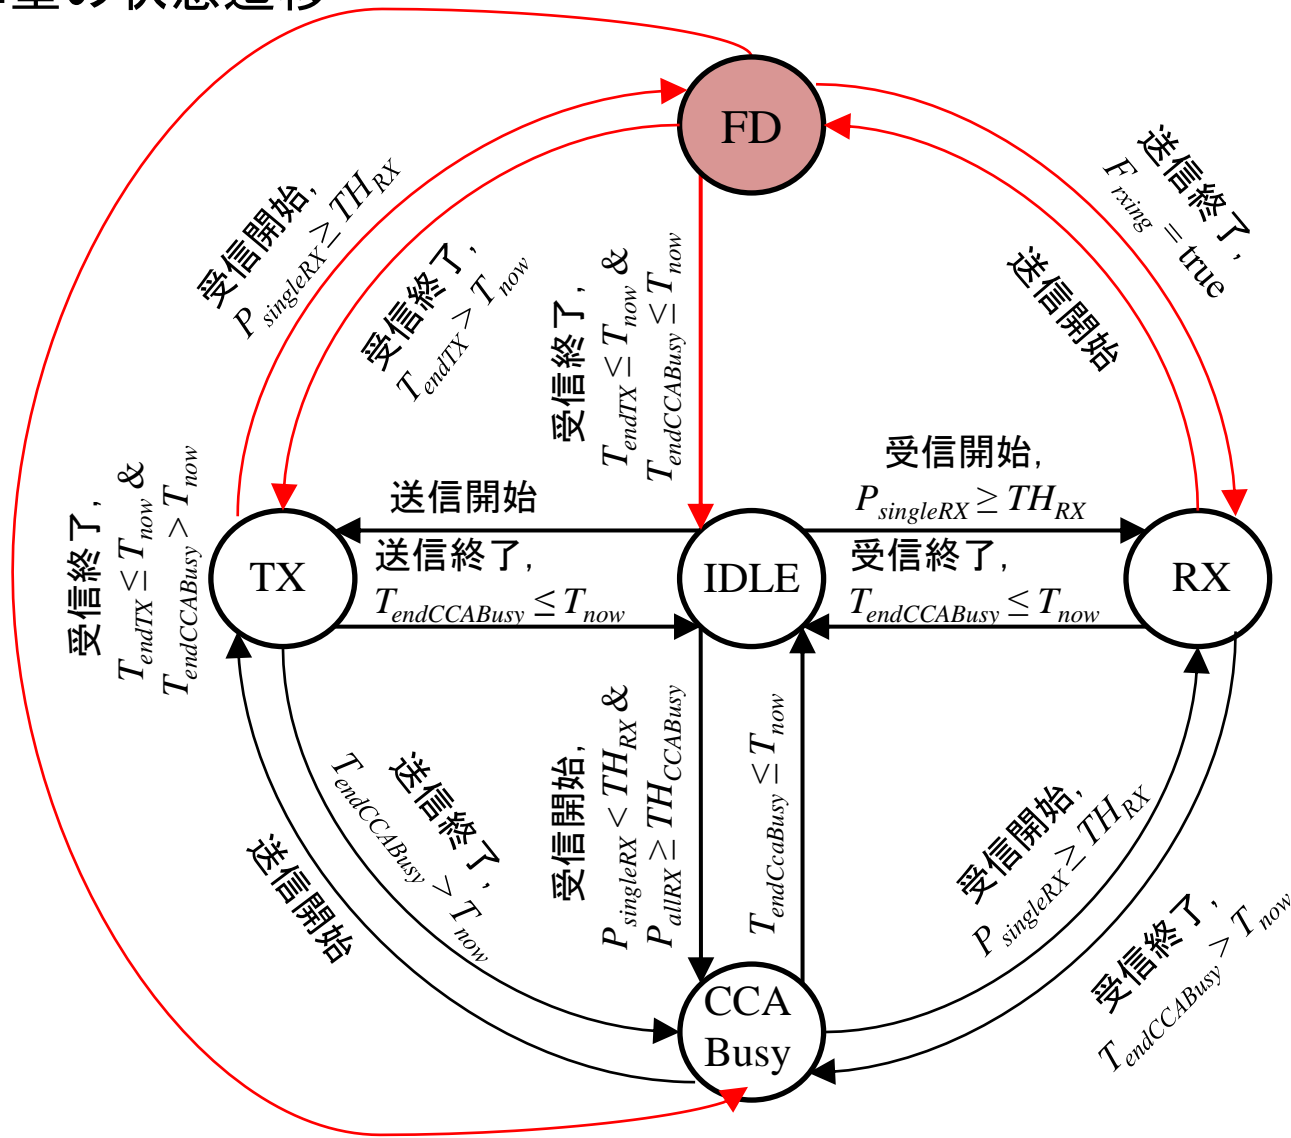 の状態遷移
FD
受信開始,
P singleRX ≥ TH RX
受信終了,
T endTX > T now
受信終了,
T endTX ≤ T now &
T endCCABusy ≤ T now
送信終了,
F rxing = true
送信開始
受信終了,
T endTX ≤ T now &
T endCCABusy > T now
送信開始
受信開始,
P singleRX ≥ TH RX
TX
送信終了,
T endCCABusy ≤ T now
IDLE
受信終了,
T endCCABusy ≤ T now
RX
送信終了,
T endCCABusy > T now
送信開始
受信開始,
P singleRX < TH RX &
P allRX ≥ TH CCABusy
T endCcaBusy ≤ T now
受信開始,
P singleRX ≥ TH RX
受信終了,
T endCCABusy > T now
CCA
Busy